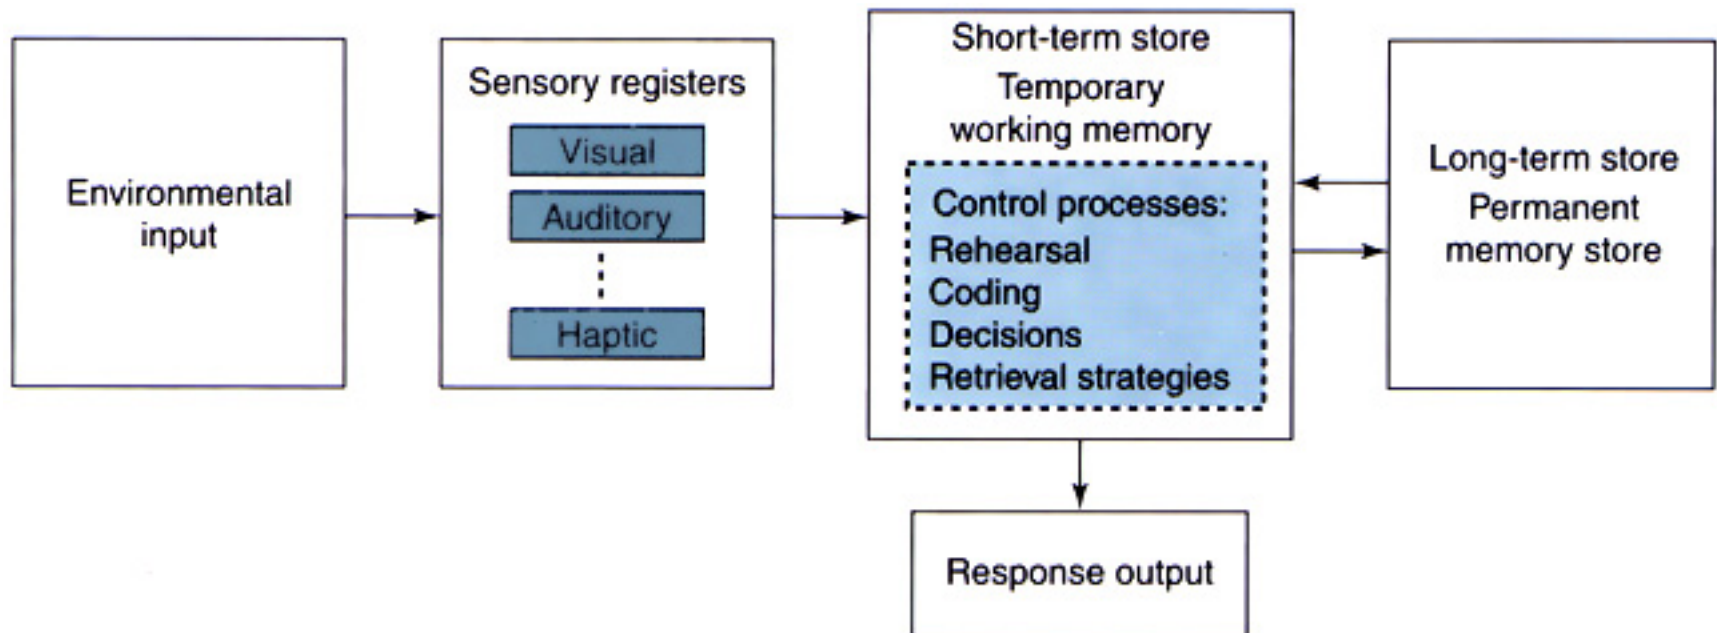 Environmental
input
Sensory registers
Visual
Auditory
Haptic
Short-term store
Temporary
working memory
Control processes:
Rehearsal
Coding
Decisions
Retrieval strategies
Long-term store
Permanent
memory store
Response output